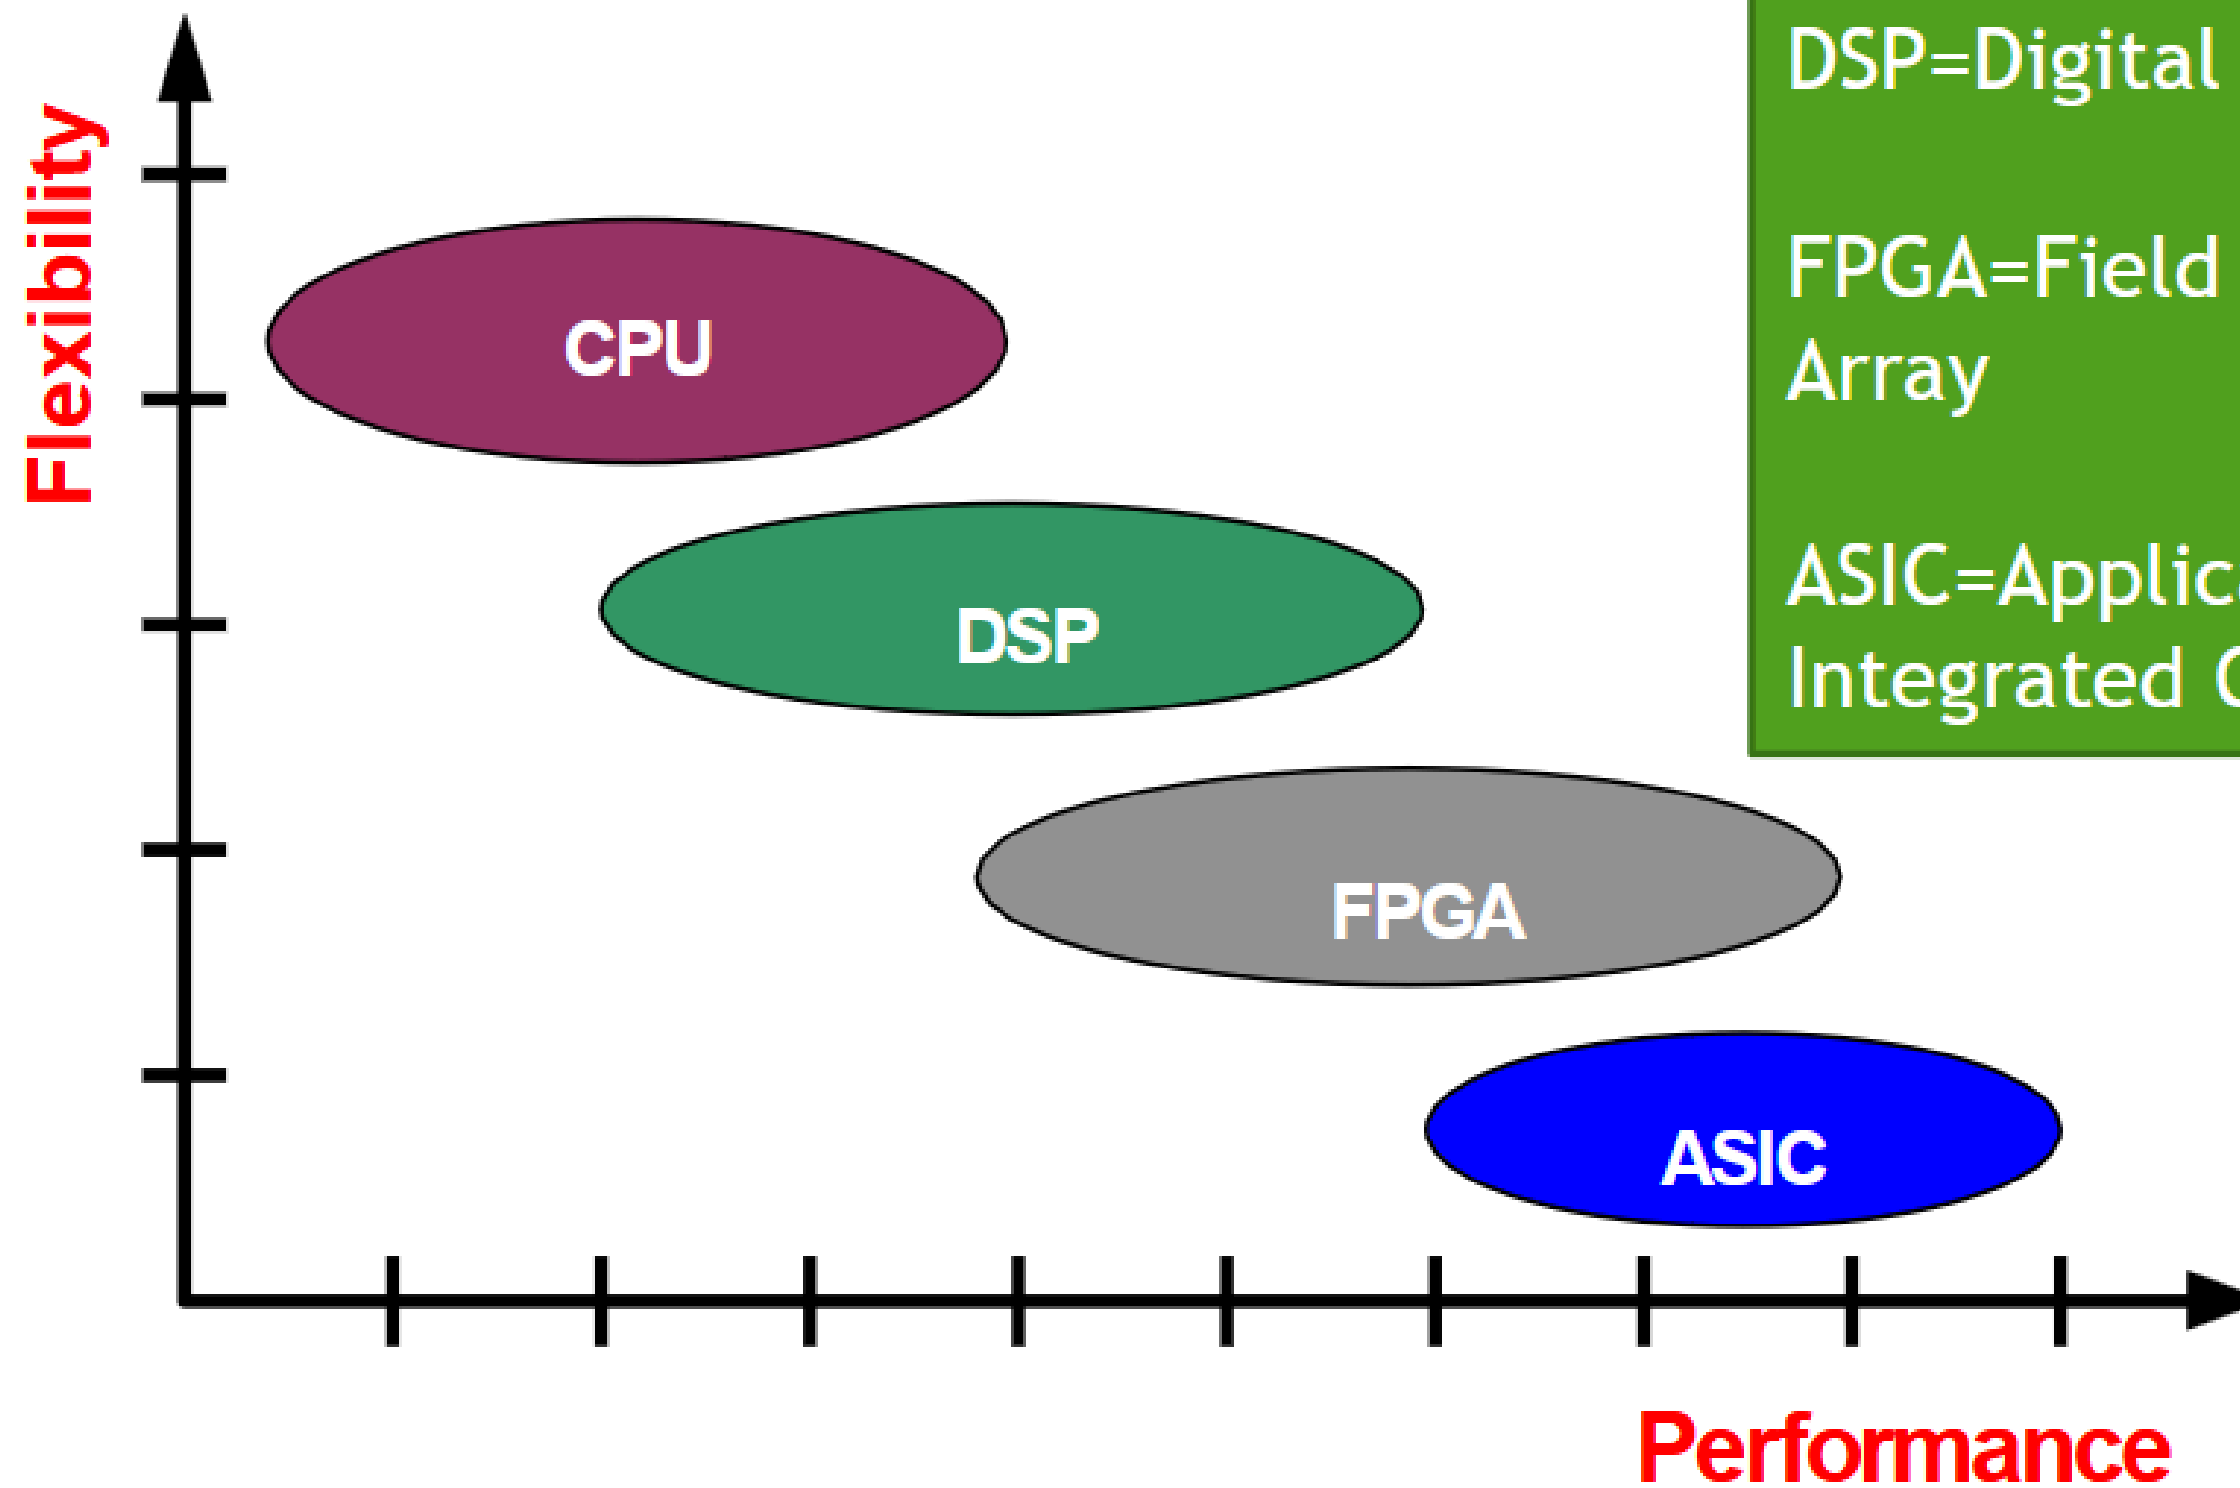 Flexibility
CPU
DSP
FPGA
ASIC
Performance
DSP=Digital
FPGA=Field
Array
ASIC=Applic
Integrated